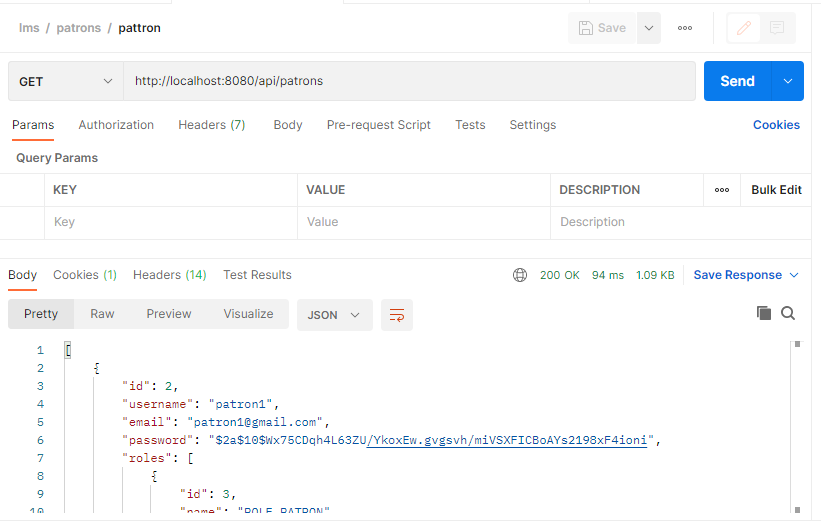 lms / patrons / pattron
Save
GET
http://localhost:8080/api/patrons
Send
Params Authorization Headers (7) Body Pre-request Script Tests Settings Cookies
Query Params
KEY VALUE DESCRIPTION Bulk Edit
Key Value Description
Body Cookies (1) Headers (14) Test Results 200 OK 94 ms 1.09 KB Save Response
Pretty Raw Preview Visualize JSON
1 [
2 {
3 "id": 2,
4 "username": "patron1",
5 "email": "patron1@gmail.com",
6 "password": "$2a$10$Wx75CDqh4L63ZU/YkoxEw.gvgsvh/miVSXFICBoAYs2198xF4ioni",
7 "roles": [
8 {
9 "id": 3,
10 "name": "ROLE_PATRON"